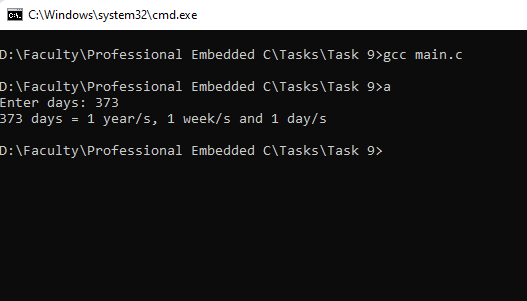 C:\Windows\system32\cmd.exe
D:\Faculty\Professional Embedded C\Tasks\Task 9>gcc main.c
D:\Faculty\Professional Embedded C\Tasks\Task 9>a
Enter days: 373
373 days = 1 year/s, 1 week/s and 1 day/s
D:\Faculty\Professional Embedded C\Tasks\Task 9>